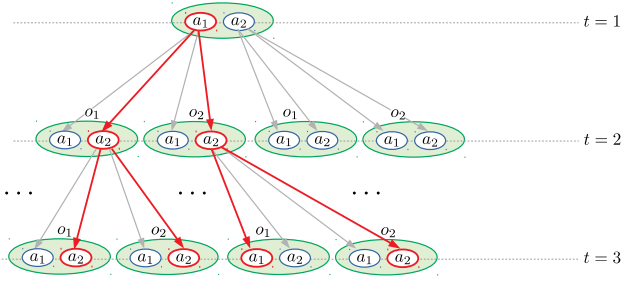 a₁ a₂ t = 1
o₁ o₂ o₁ o₂
a₁ a₂ a₁ a₂ a₁ a₂ a₁ a₂ t = 2
... ... ...
o₁ o₂ o₁ o₂
a₁ a₂ a₁ a₂ a₁ a₂ a₁ a₂ t = 3